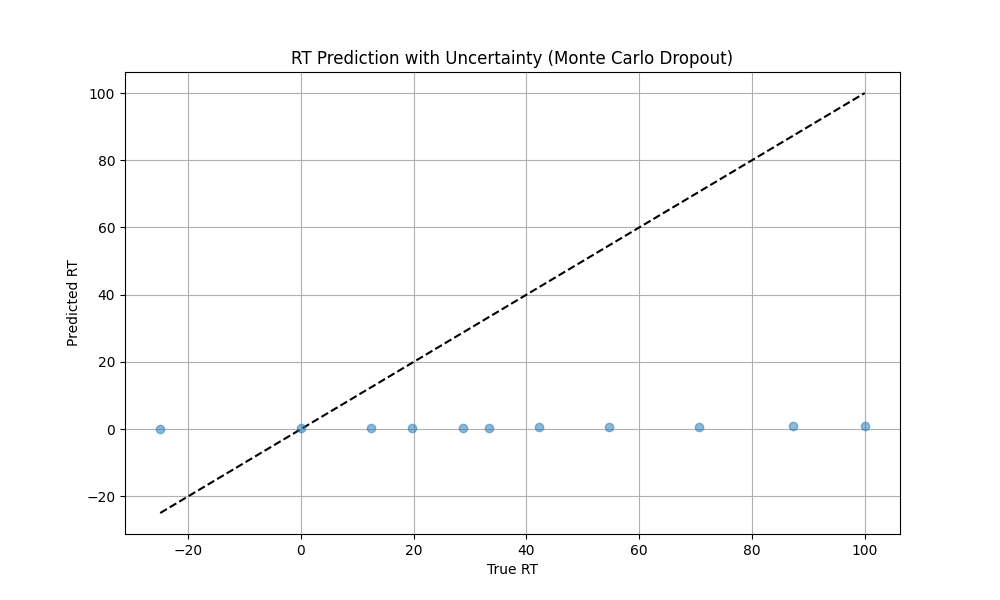 RT Prediction with Uncertainty (Monte Carlo Dropout)
100
80
60
40
20
0
−20
Predicted RT
−20 0 20 40 60 80 100
True RT